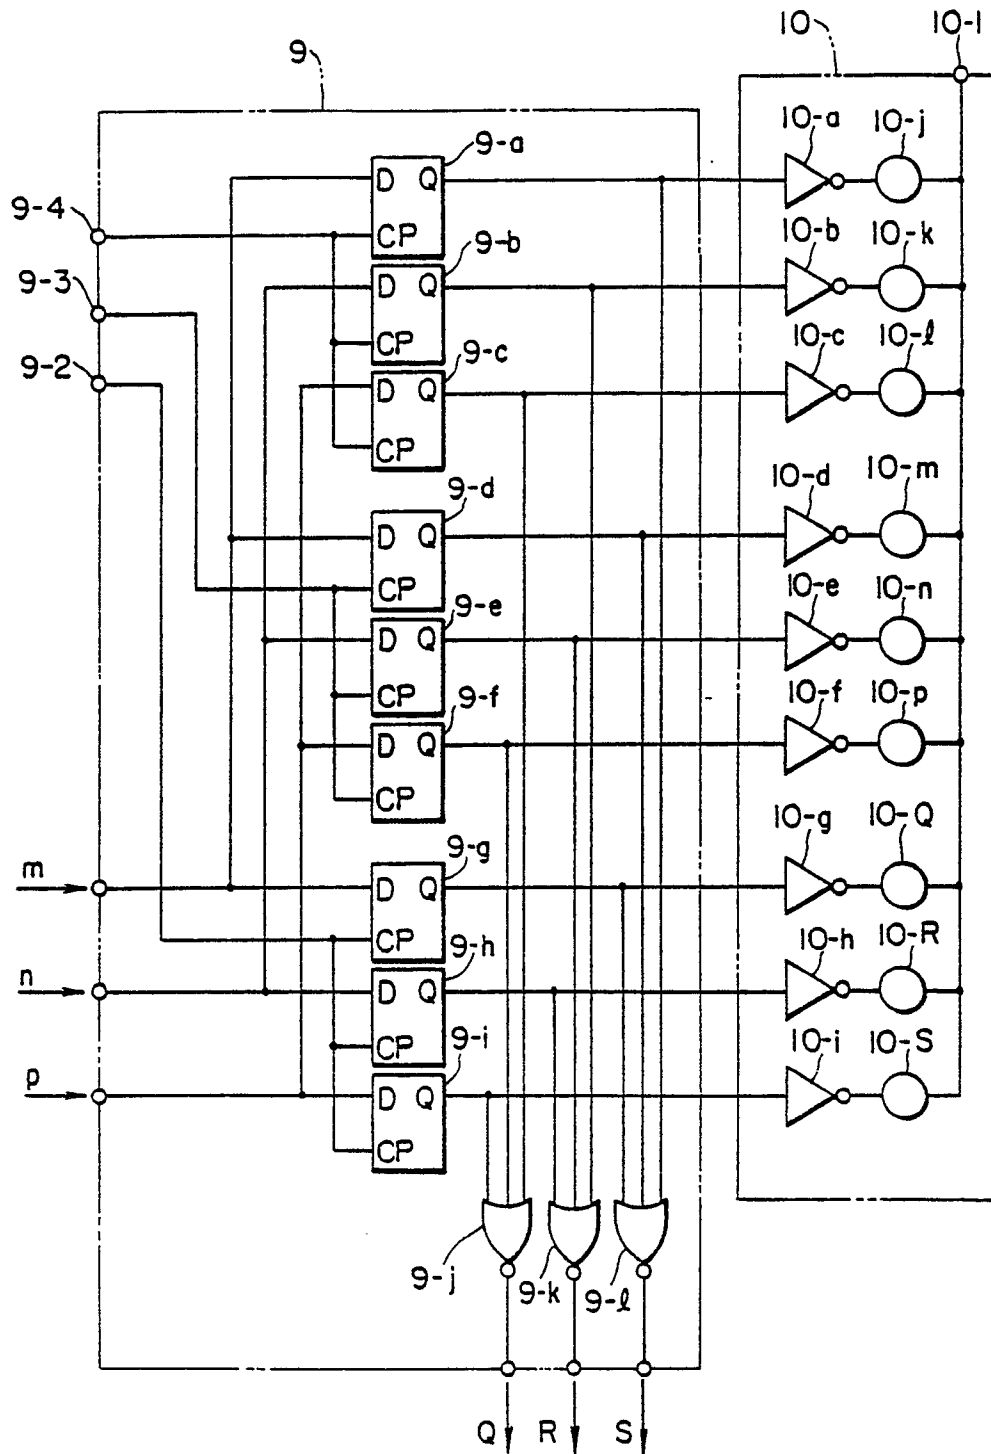 10
10-1
9
10-a
10-j
9-a
D Q
9-4
CP
9-b
10-b
10-k
9-3
D Q
CP
9-2
9-c
10-c
10-l
D Q
CP
9-d
10-d
10-m
D Q
CP
9-e
10-e
10-n
D Q
CP
9-f
10-f
10-p
D Q
CP
9-g
10-g
10-Q
m
D Q
CP
9-h
10-h
10-R
n
D Q
CP
9-i
10-i
10-S
p
D Q
CP
9-j
9-k
9-l
Q
R
S